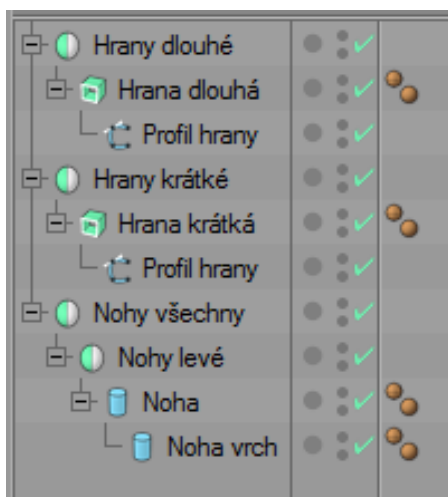 Hrany dlouhé
Hrana dlouhá
Profil hrany
Hrany krátké
Hrana krátká
Profil hrany
Nohy všechny
Nohy levé
Noha
Noha vrch